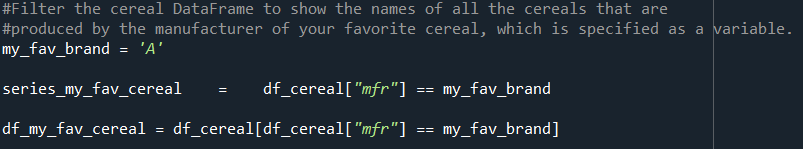 #Filter the cereal DataFrame to show the names of all the cereals that are
#produced by the manufacturer of your favorite cereal, which is specified as a variable.
my_fav_brand = 'A'
series_my_fav_cereal    =    df_cereal["mfr"] == my_fav_brand
df_my_fav_cereal = df_cereal[df_cereal["mfr"] == my_fav_brand]